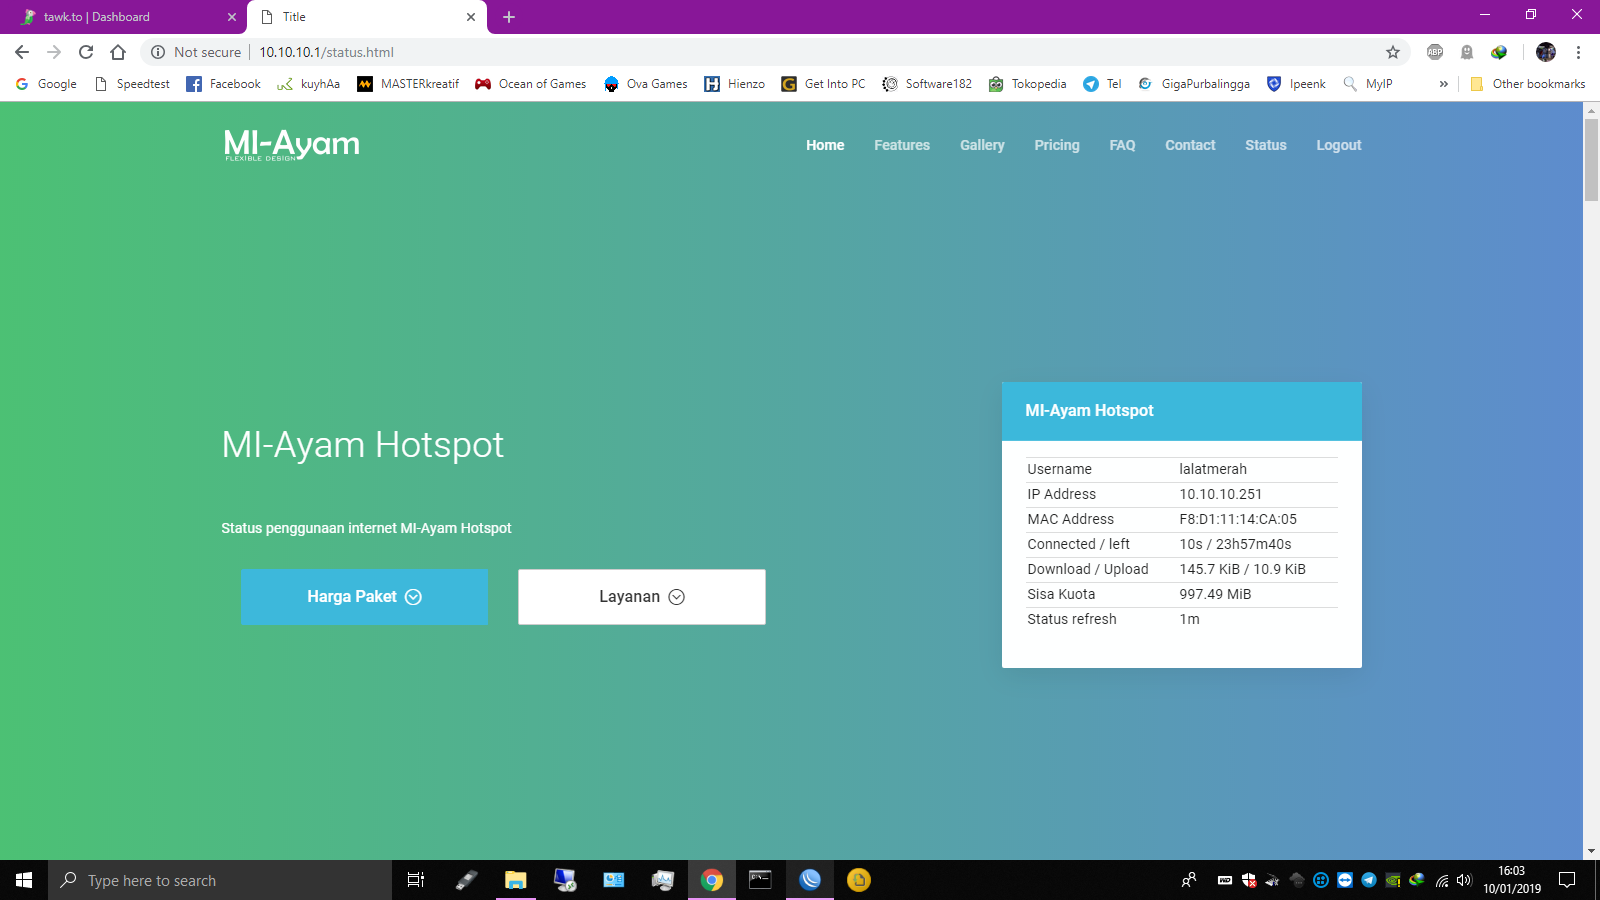 tawk.to | Dashboard
Title
Not secure
10.10.10.1/status.html
ABP
Google
Speedtest
Facebook
kuyhAa
MASTERkreatif
Ocean of Games
Ova Games
Hienzo
Get Into PC
Software182
Tokopedia
Tel
GigaPurbalingga
Ipeenk
MyIP
»
Other bookmarks
MI-Ayam
FLEXIBLE DESIGN
Home
Features
Gallery
Pricing
FAQ
Contact
Status
Logout
MI-Ayam Hotspot
Status penggunaan internet MI-Ayam Hotspot
Harga Paket
Layanan
MI-Ayam Hotspot
Username lalatmerah
IP Address 10.10.10.251
MAC Address F8:D1:11:14:CA:05
Connected / left 10s / 23h57m40s
Download / Upload 145.7 KiB / 10.9 KiB
Sisa Kuota 997.49 MiB
Status refresh 1m
Type here to search
16:03
10/01/2019